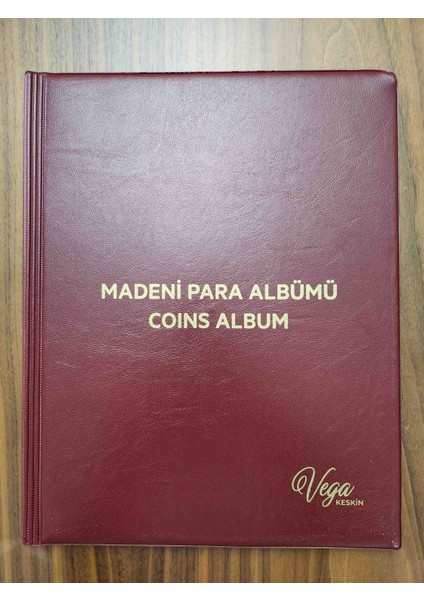 MADENİ PARA ALBÜMÜ
COINS ALBUM
Vega
KESKİN